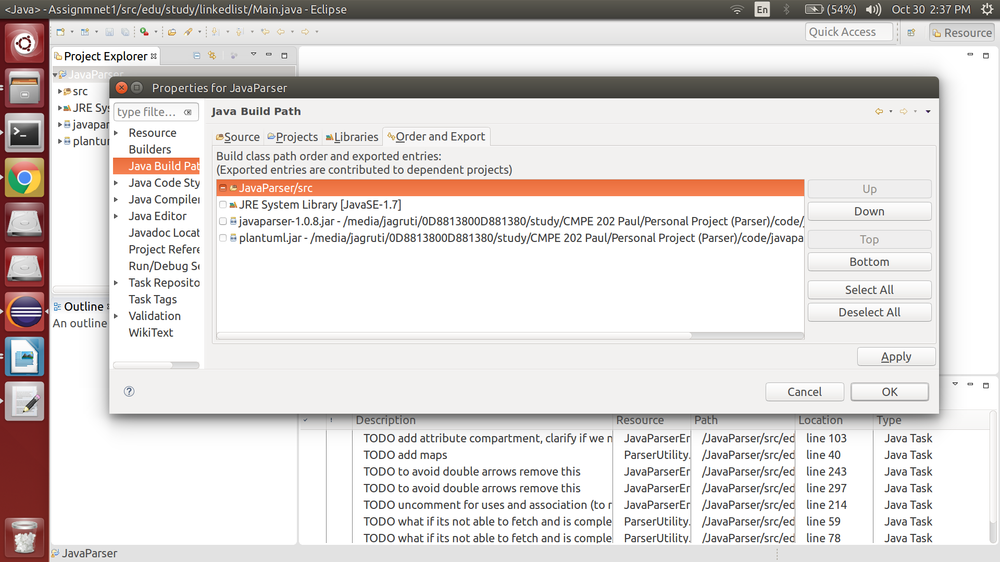 <Java> - Assignmnet1/src/edu/study/linkedlist/Main.java - Eclipse
En
(54%)
Oct 30 2:37 PM
Quick Access
Resource
Project Explorer
JavaParser
src
JRE Sys
javapar
plantur
Outline
An outline
Properties for JavaParser
type filte...
Resource
Builders
Java Build Pat
Java Code Sty
Java Compiler
Java Editor
Javadoc Locat
Project Refere
Run/Debug Se
Task Reposito
Task Tags
Validation
WikiText
Java Build Path
Source
Projects
Libraries
Order and Export
Build class path order and exported entries:
(Exported entries are contributed to dependent projects)
JavaParser/src
JRE System Library [JavaSE-1.7]
javaparser-1.0.8.jar - /media/jagruti/0D8813800D881380/study/CMPE 202 Paul/Personal Project (Parser)/code/j
plantuml.jar - /media/jagruti/0D8813800D881380/study/CMPE 202 Paul/Personal Project (Parser)/code/javapa
Up
Down
Top
Bottom
Select All
Deselect All
Apply
Cancel
OK
! Description Resource Path Location Type
TODO add attribute compartment, clarify if we n JavaParserEr /JavaParser/src/ed line 103 Java Task
TODO add maps ParserUtility. /JavaParser/src/ed line 40 Java Task
TODO to avoid double arrows remove this JavaParserEr /JavaParser/src/ed line 243 Java Task
TODO to avoid double arrows remove this JavaParserEr /JavaParser/src/ed line 297 Java Task
TODO uncomment for uses and association (to r JavaParserEr /JavaParser/src/ed line 214 Java Task
TODO what if its not able to fetch and is comple ParserUtility. /JavaParser/src/ed line 59 Java Task
TODO what if its not able to fetch and is comple ParserUtility. /JavaParser/src/ed line 78 Java Task
JavaParser